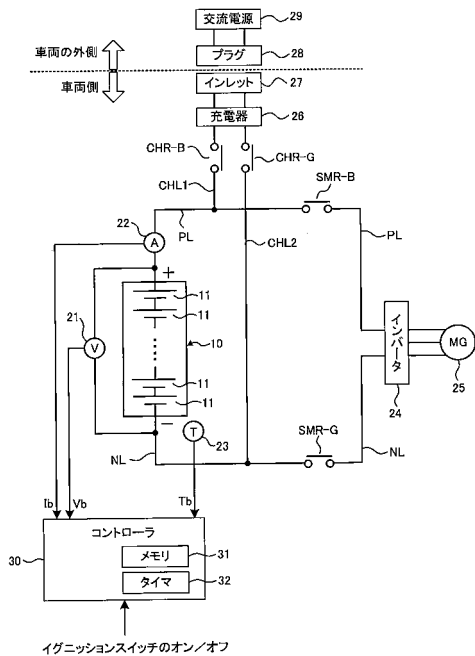 交流電源
29
車両の外側
プラグ
28
車両側
インレット
27
充電器
26
CHR-B
CHR-G
CHL1
SMR-B
22
PL
A
CHL2
PL
+
11
11
21
V
10
インバータ
MG
11
11
24
25
−
T
23
SMR-G
NL
NL
Ib
Vb
Tb
コントローラ
30
メモリ
31
タイマ
32
イグニッションスイッチのオン/オフ